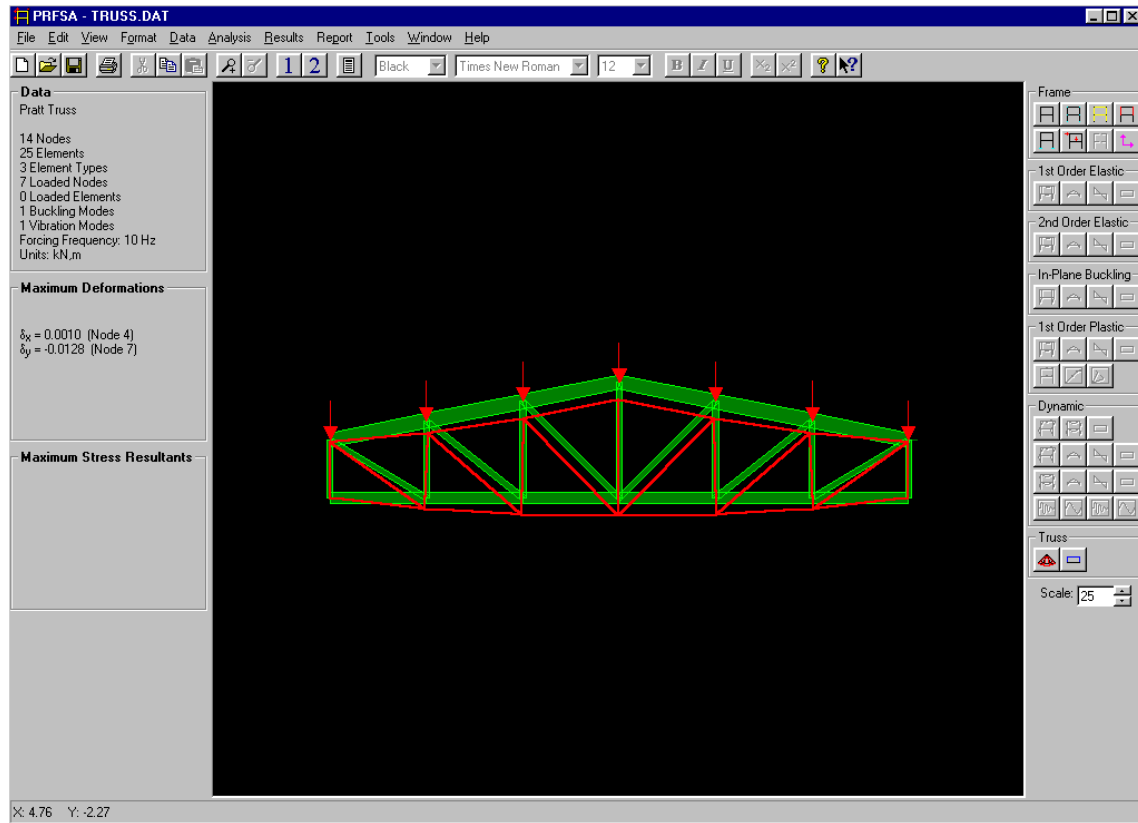 PRFSA - TRUSS.DAT
File Edit View Format Data Analysis Results Report Tools Window Help
1 2 Black Times New Roman 12 B I U X₂ x² ? ?
Data
Pratt Truss
14 Nodes
25 Elements
3 Element Types
7 Loaded Nodes
0 Loaded Elements
1 Buckling Modes
1 Vibration Modes
Forcing Frequency: 10 Hz
Units: kN,m
Maximum Deformations
δx = 0.0010 (Node 4)
δy = -0.0128 (Node 7)
Maximum Stress Resultants
Frame
1st Order Elastic
2nd Order Elastic
In-Plane Buckling
1st Order Plastic
Dynamic
Truss
Scale: 25
X: 4.76 Y: -2.27